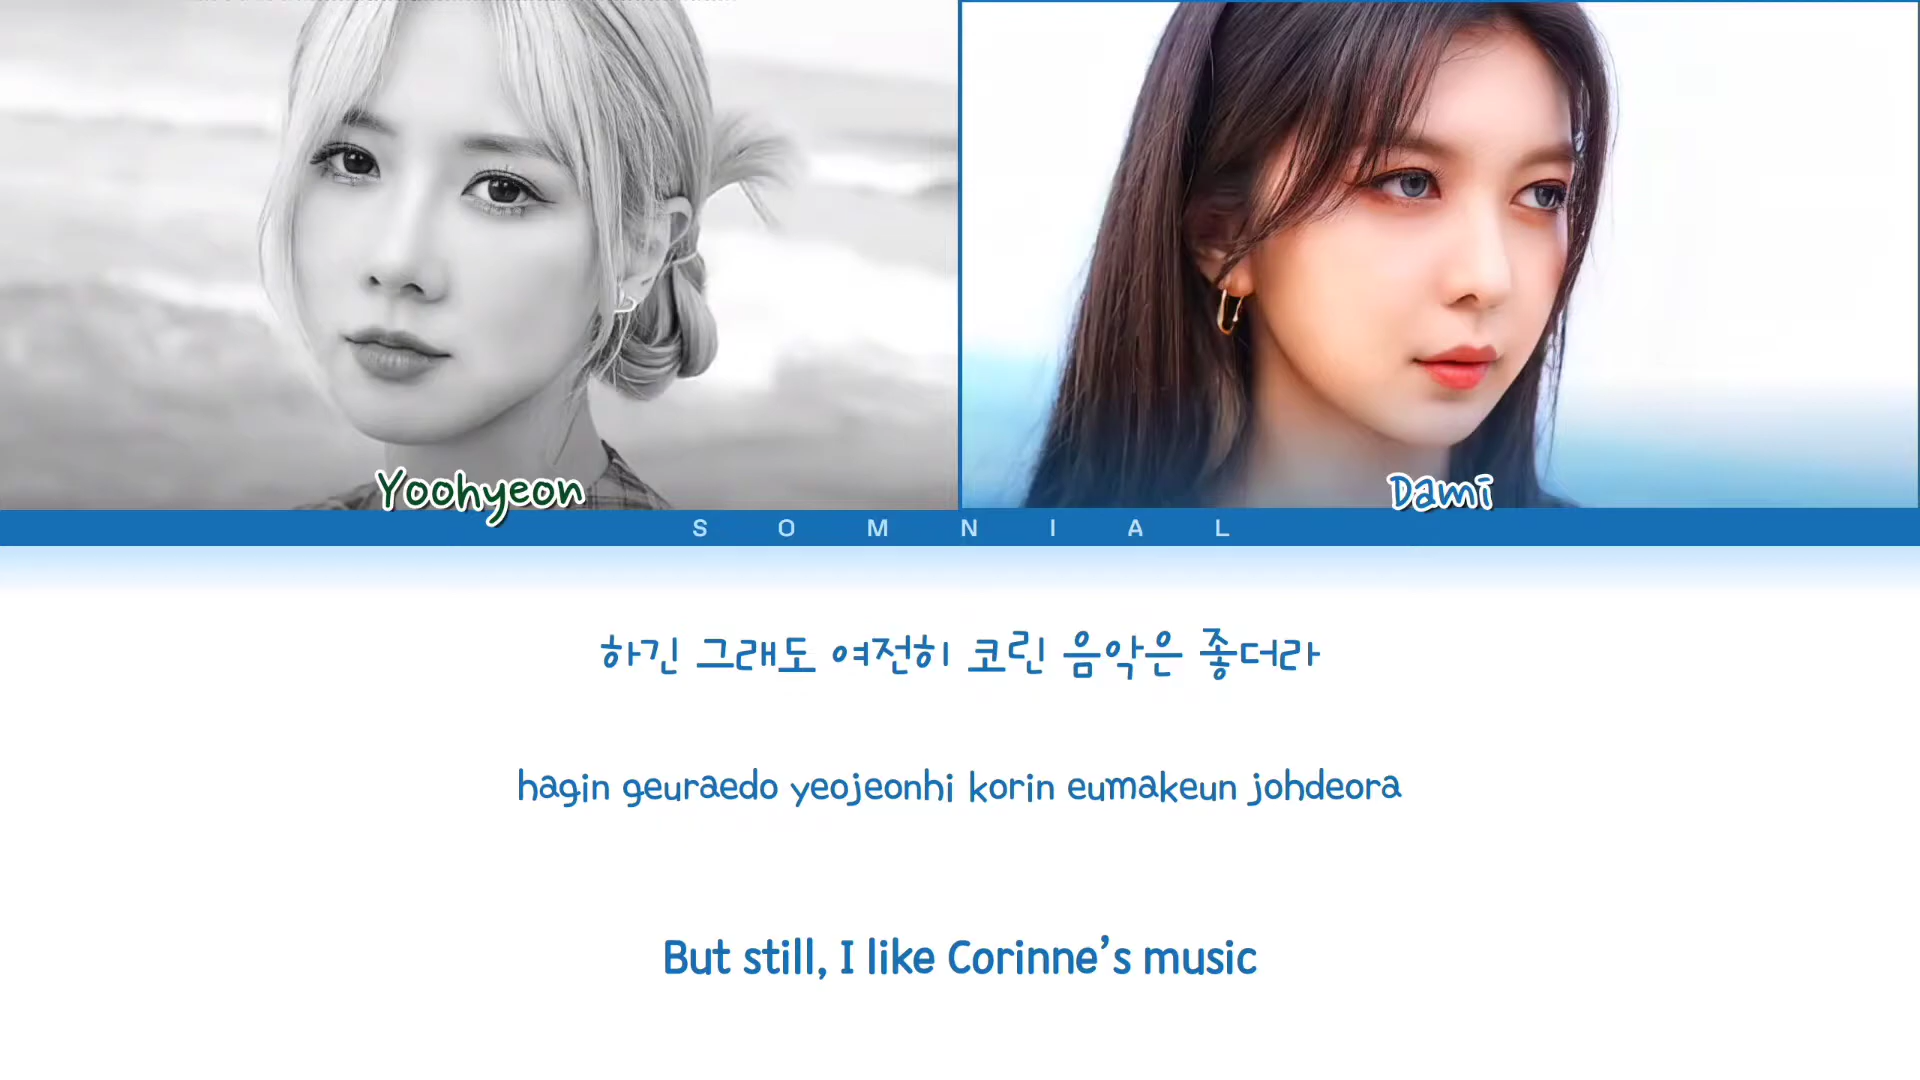 Yoohyeon
Dami
SOMNIAL
하긴 그래도 여전히 코린 음악은 좋더라
hagin geuraedo yeojeonhi korin eumakeun johdeora
But still, I like Corinne’s music